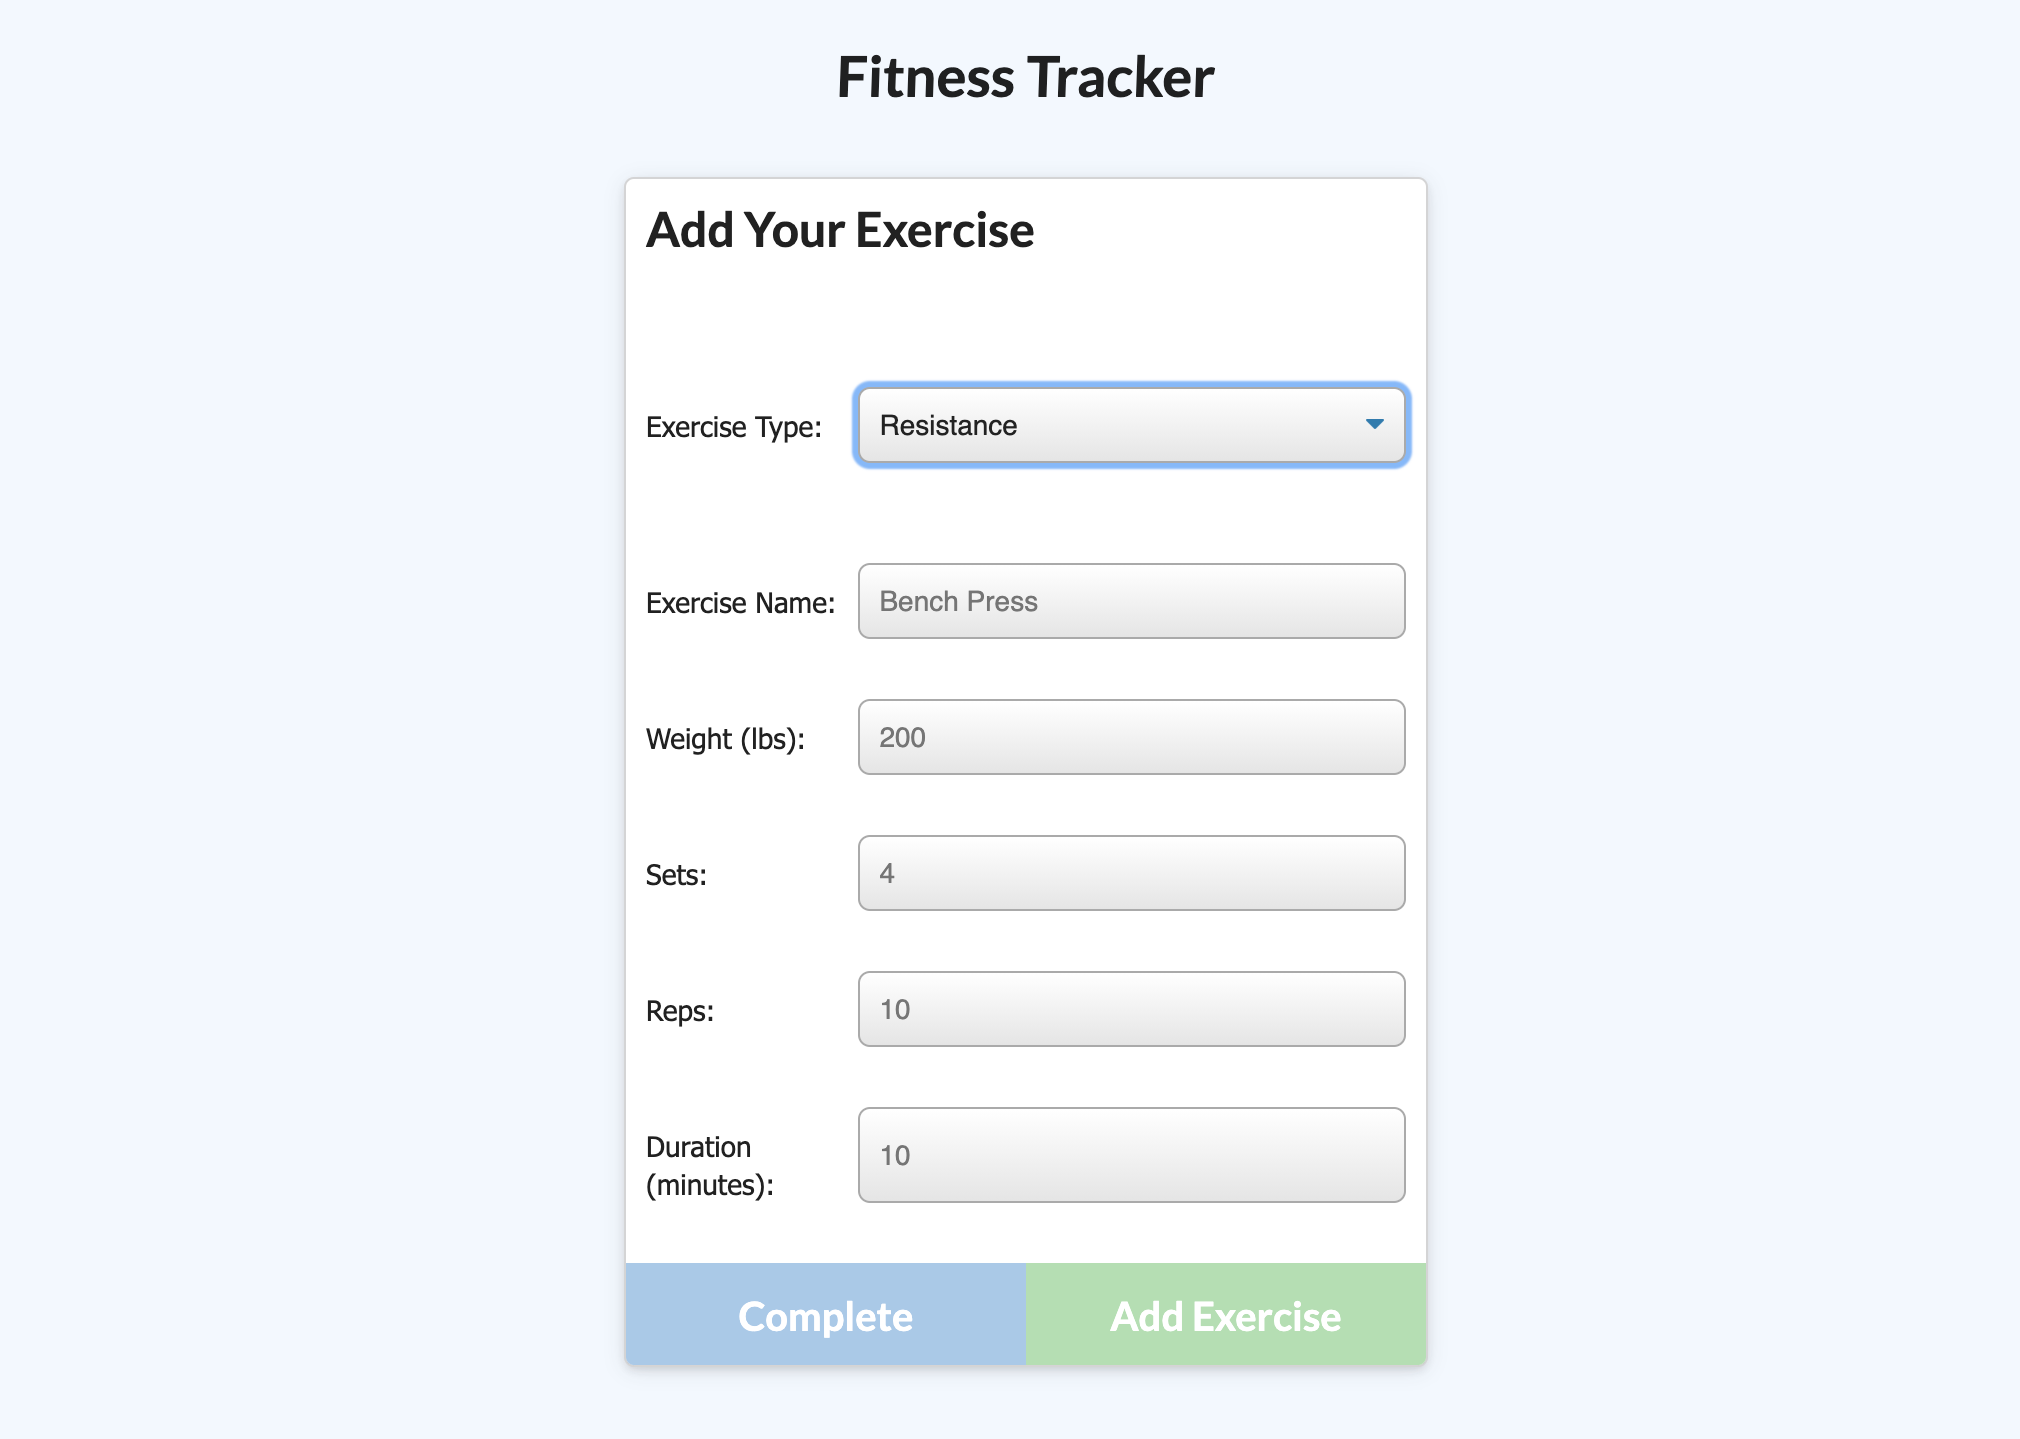 Fitness Tracker
Add Your Exercise
Exercise Type: Resistance
Exercise Name: Bench Press
Weight (lbs): 200
Sets: 4
Reps: 10
Duration
(minutes): 10
Complete Add Exercise